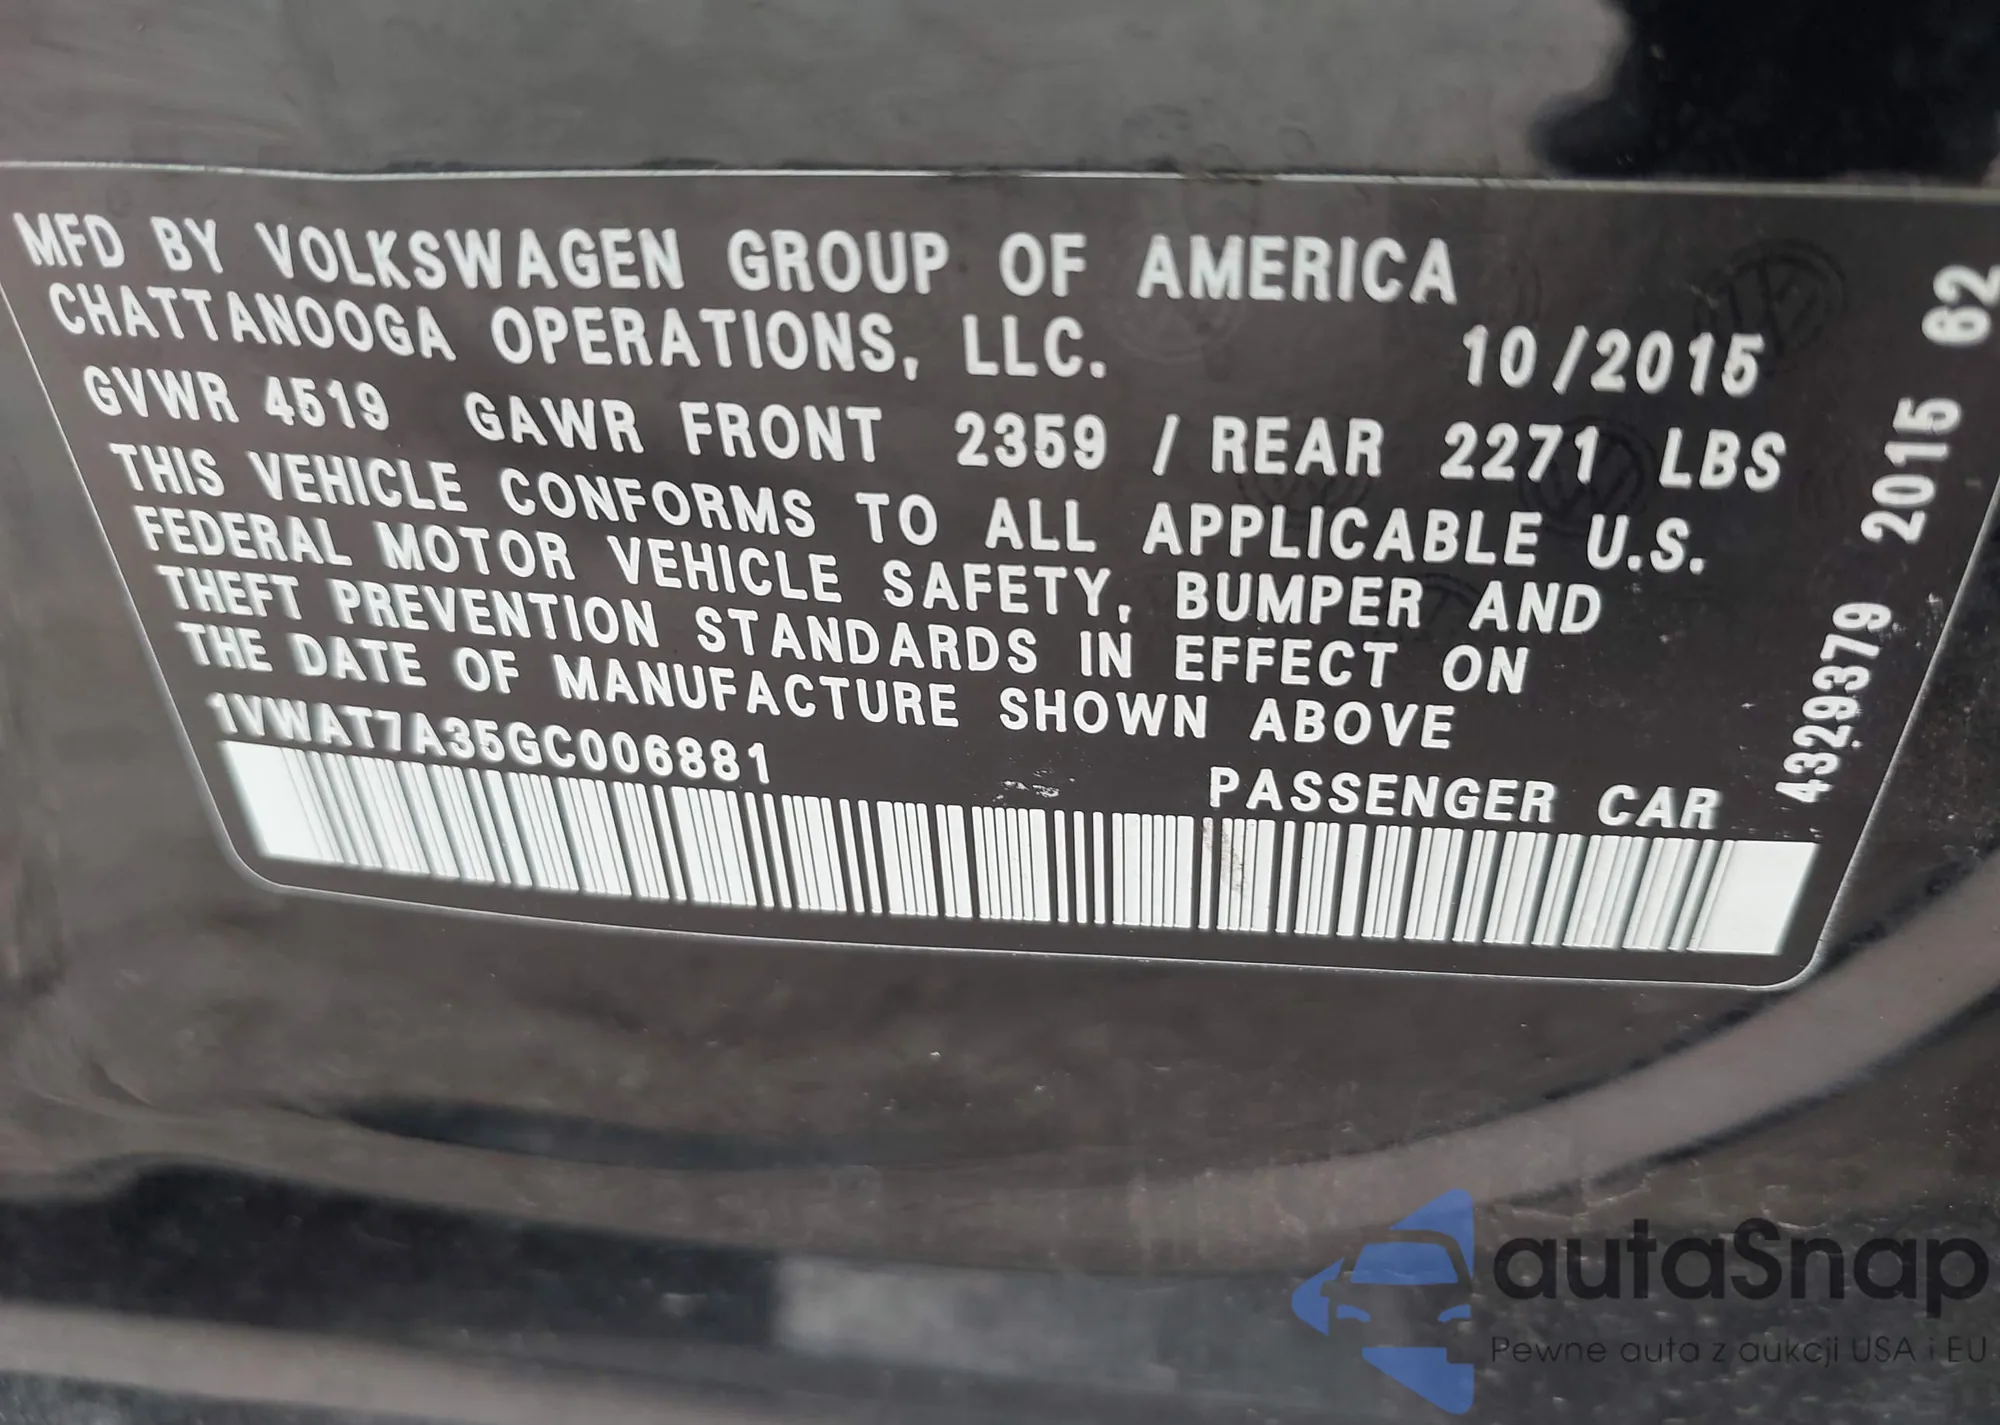 MFD BY VOLKSWAGEN GROUP OF AMERICA
CHATTANOOGA OPERATIONS, LLC. 10/2015
GVWR 4519 GAWR FRONT 2359 / REAR 2271 LBS
THIS VEHICLE CONFORMS TO ALL APPLICABLE U.S.
FEDERAL MOTOR VEHICLE SAFETY, BUMPER AND
THEFT PREVENTION STANDARDS IN EFFECT ON
THE DATE OF MANUFACTURE SHOWN ABOVE
1VWAT7A35GC006881
PASSENGER CAR
4329379 2015 62
autaSnap
Pewne auta z aukcji USA i EU